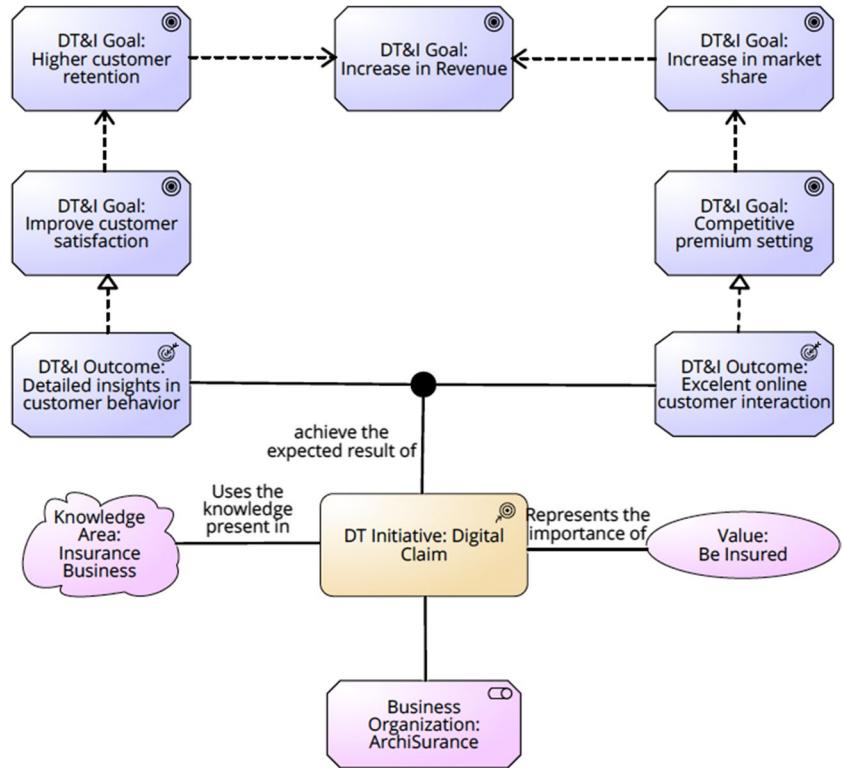 DT&I Goal:
Higher customer
retention
DT&I Goal:
Increase in Revenue
DT&I Goal:
Increase in market
share
DT&I Goal:
Improve customer
satisfaction
DT&I Goal:
Competitive
premium setting
DT&I Outcome:
Detailed insights in
customer behavior
DT&I Outcome:
Excelent online
customer interaction
achieve the
expected result of
Knowledge
Area:
Insurance
Business
Uses the
knowledge
present in
DT Initiative: Digital
Claim
Represents the
importance of
Value:
Be Insured
Business
Organization:
ArchiSurance